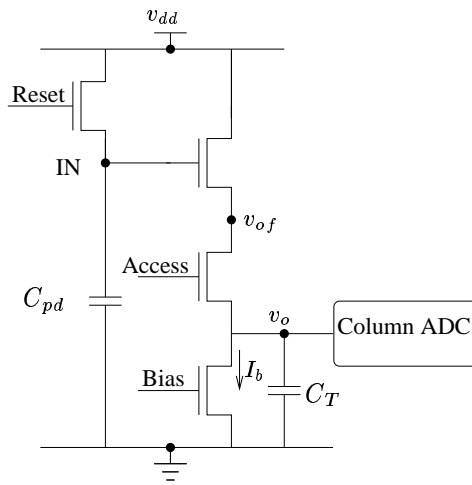 v_dd
Reset
IN
v_of
Access
C_pd
v_o
Column ADC
Bias
I_b
C_T